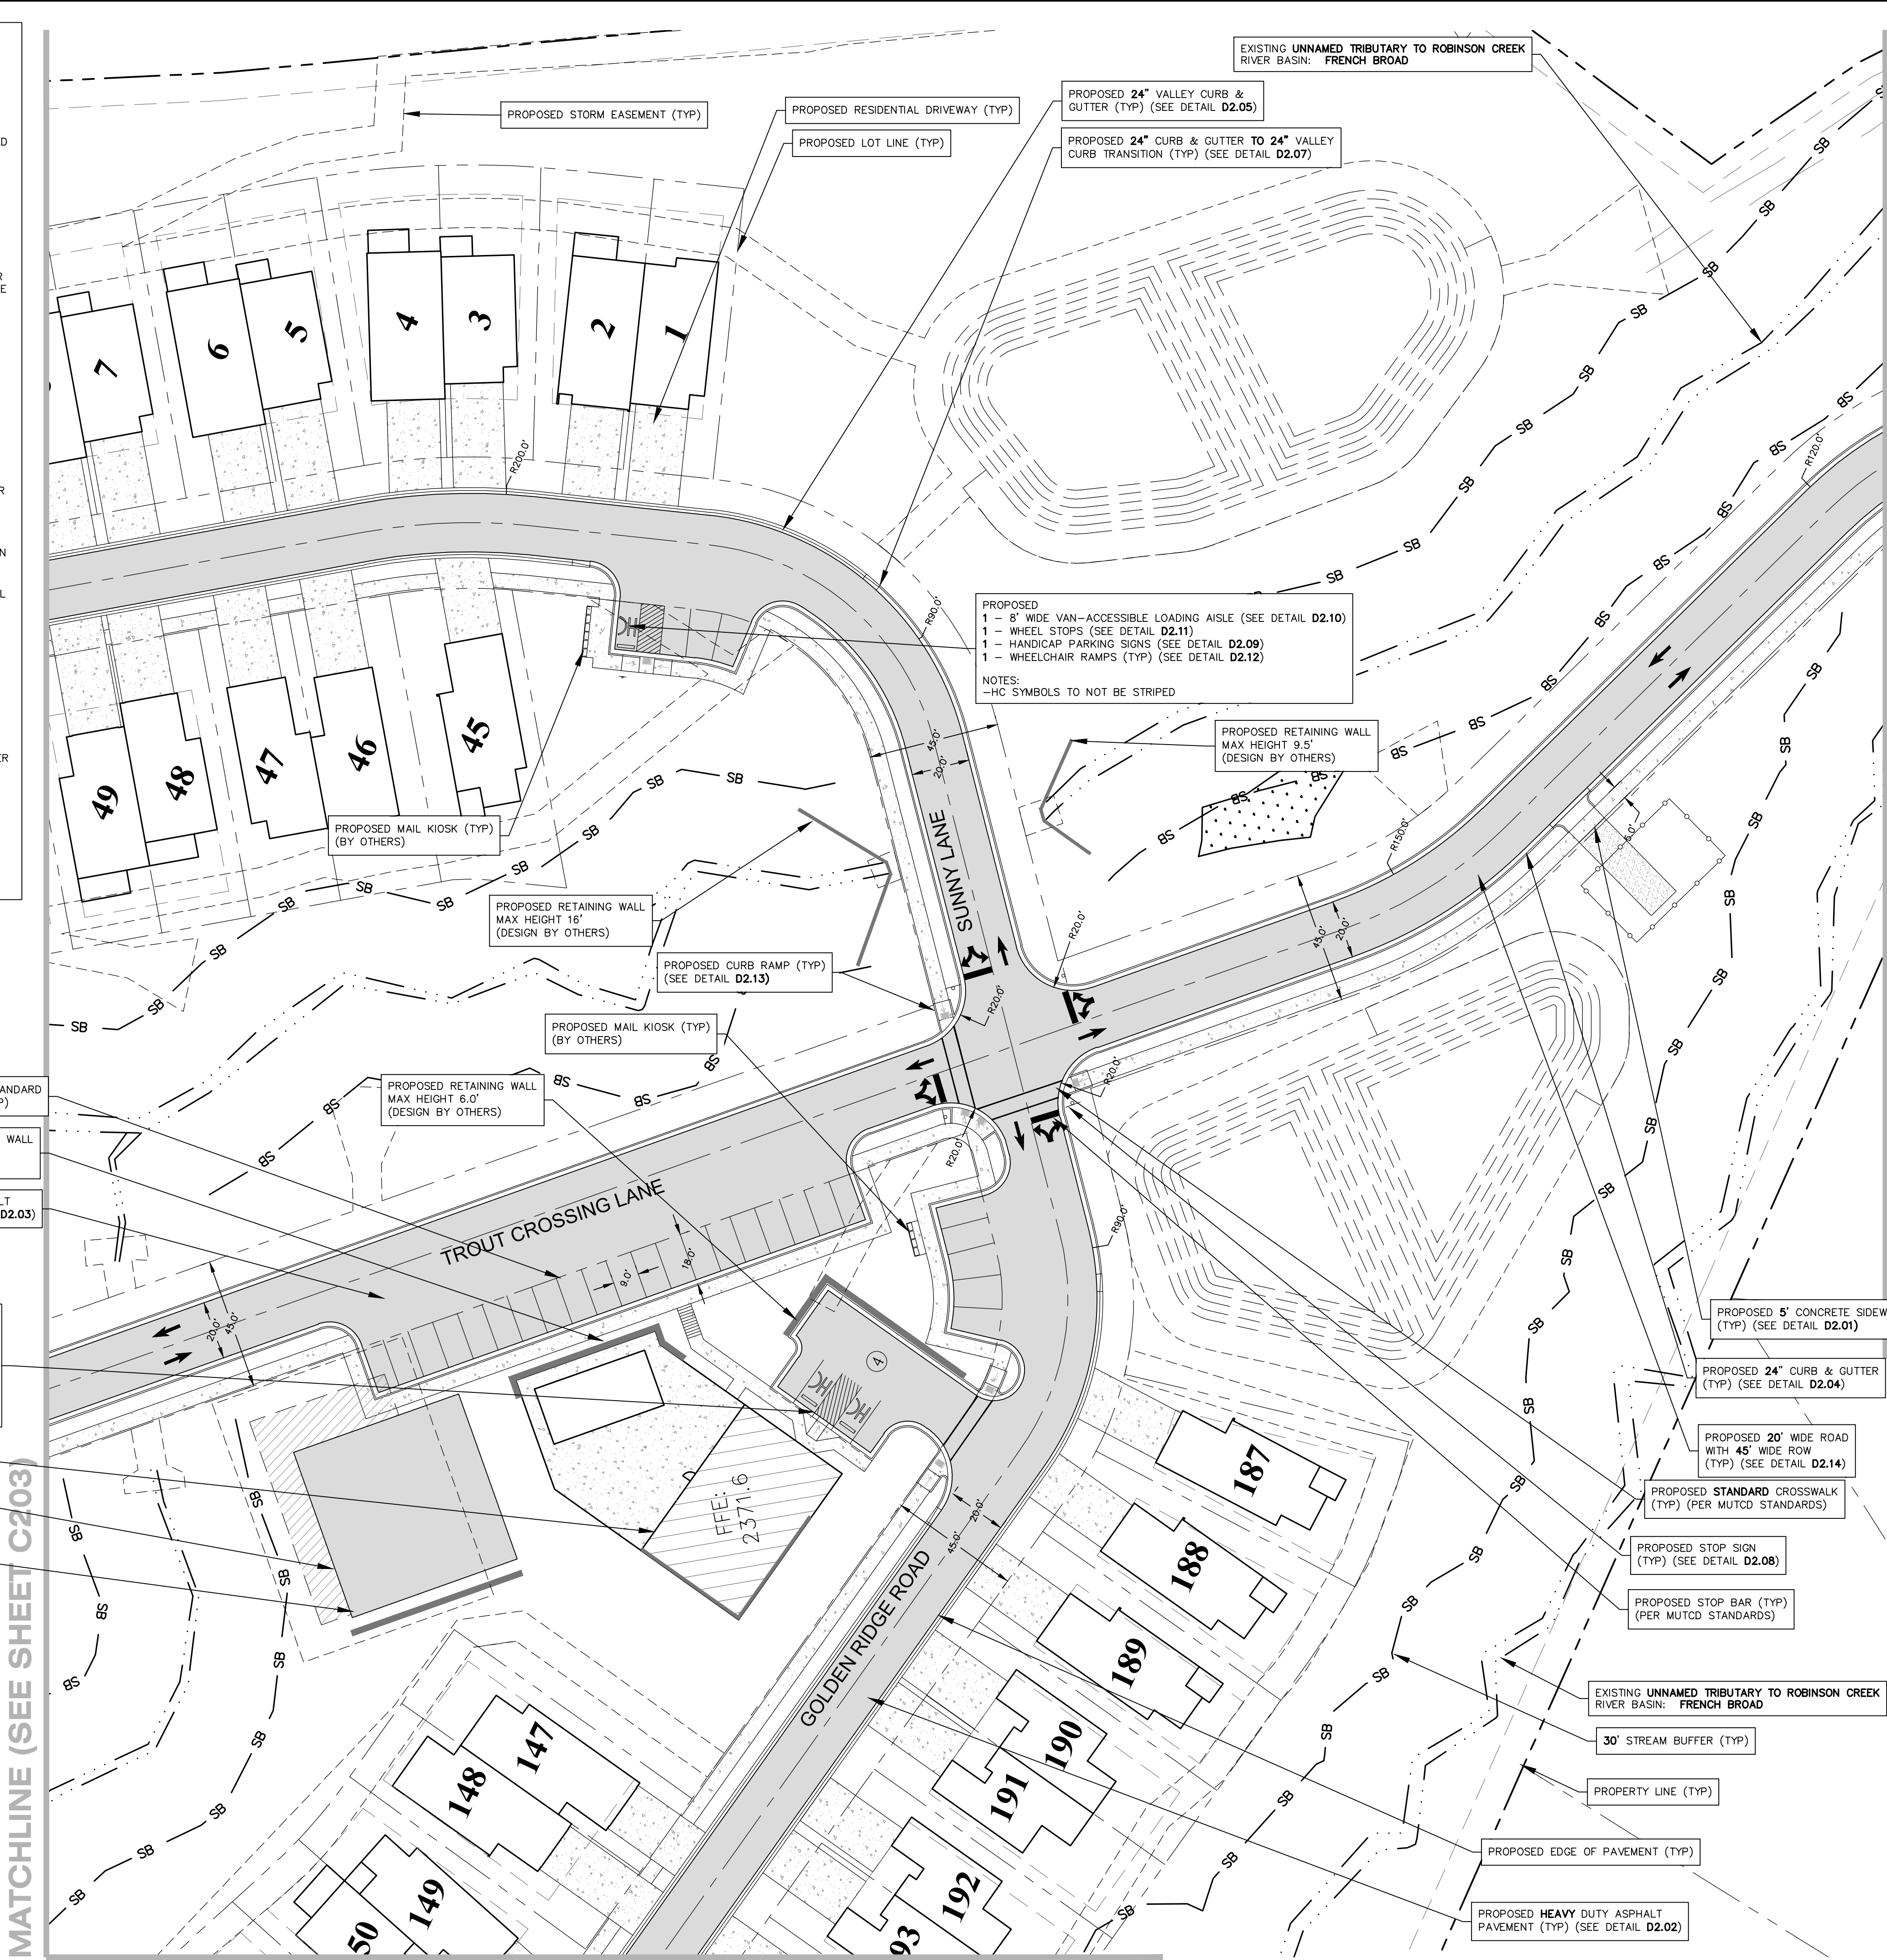 EXISTING UNNAMED TRIBUTARY TO ROBINSON CREEK
RIVER BASIN: FRENCH BROAD
PROPOSED 24" VALLEY CURB &
GUTTER (TYP) (SEE DETAIL D2.05)
PROPOSED STORM EASEMENT (TYP)
PROPOSED RESIDENTIAL DRIVEWAY (TYP)
PROPOSED LOT LINE (TYP)
PROPOSED 24" CURB & GUTTER TO 24" VALLEY
CURB TRANSITION (TYP) (SEE DETAIL D2.07)
7
6
5
4
3
2
1
R200.0'
R120.0'
R90.0'
PROPOSED
1 - 8' WIDE VAN-ACCESSIBLE LOADING AISLE (SEE DETAIL D2.10)
1 - WHEEL STOPS (SEE DETAIL D2.11)
1 - HANDICAP PARKING SIGNS (SEE DETAIL D2.09)
1 - WHEELCHAIR RAMPS (TYP) (SEE DETAIL D2.12)
NOTES:
-HC SYMBOLS TO NOT BE STRIPED
HC
49
48
47
46
45
PROPOSED RETAINING WALL
MAX HEIGHT 9.5'
(DESIGN BY OTHERS)
45.0'
20.0'
SUNNY LANE
PROPOSED MAIL KIOSK (TYP)
(BY OTHERS)
R150.0'
5.0'
PROPOSED RETAINING WALL
MAX HEIGHT 16'
(DESIGN BY OTHERS)
R20.0'
45.0'
20.0'
PROPOSED CURB RAMP (TYP)
(SEE DETAIL D2.13)
R20.0'
PROPOSED MAIL KIOSK (TYP)
(BY OTHERS)
PROPOSED RETAINING WALL
MAX HEIGHT 6.0'
(DESIGN BY OTHERS)
R20.0'
R20.0'
R90.0'
ANDARD
P)
WALL
LT
D2.03)
TROUT CROSSING LANE
9.0'
18.0'
20.0'
45.0'
4
HC
HC
FFE:
2371.6
20.0'
45.0'
GOLDEN RIDGE ROAD
187
188
189
190
191
192
93
147
148
149
50
PROPOSED 5' CONCRETE SIDEW
(TYP) (SEE DETAIL D2.01)
PROPOSED 24" CURB & GUTTER
(TYP) (SEE DETAIL D2.04)
PROPOSED 20' WIDE ROAD
WITH 45' WIDE ROW
(TYP) (SEE DETAIL D2.14)
PROPOSED STANDARD CROSSWALK
(TYP) (PER MUTCD STANDARDS)
PROPOSED STOP SIGN
(TYP) (SEE DETAIL D2.08)
PROPOSED STOP BAR (TYP)
(PER MUTCD STANDARDS)
EXISTING UNNAMED TRIBUTARY TO ROBINSON CREEK
RIVER BASIN: FRENCH BROAD
30' STREAM BUFFER (TYP)
PROPERTY LINE (TYP)
PROPOSED EDGE OF PAVEMENT (TYP)
PROPOSED HEAVY DUTY ASPHALT
PAVEMENT (TYP) (SEE DETAIL D2.02)
MATCHLINE (SEE SHEET C203)
SB